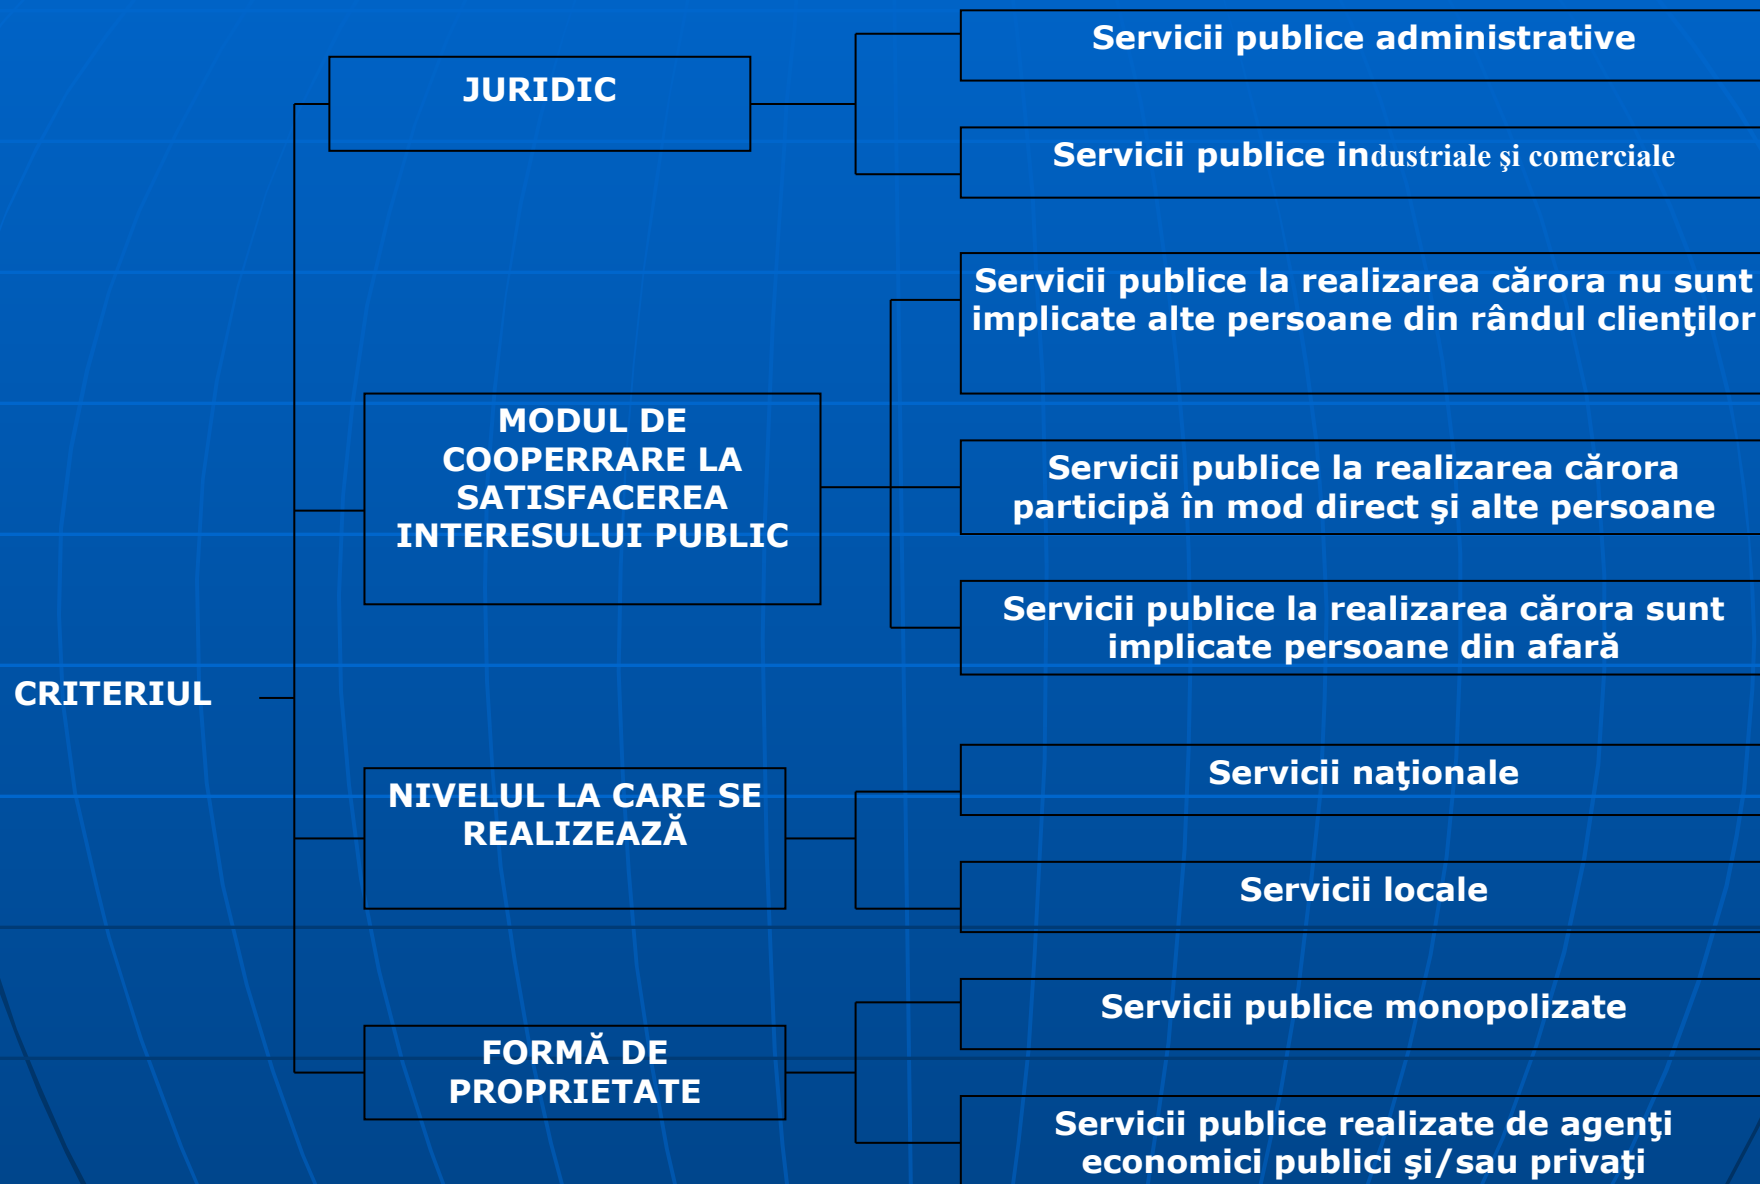 CRITERIUL
JURIDIC
Servicii publice administrative
Servicii publice industriale şi comerciale
MODUL DE
COOPERRARE LA
SATISFACEREA
INTERESULUI PUBLIC
Servicii publice la realizarea cărora nu sunt
implicate alte persoane din rândul clienţilor
Servicii publice la realizarea cărora
participă în mod direct şi alte persoane
Servicii publice la realizarea cărora sunt
implicate persoane din afară
NIVELUL LA CARE SE
REALIZEAZĂ
Servicii naţionale
Servicii locale
FORMĂ DE
PROPRIETATE
Servicii publice monopolizate
Servicii publice realizate de agenţi
economici publici şi/sau privaţi